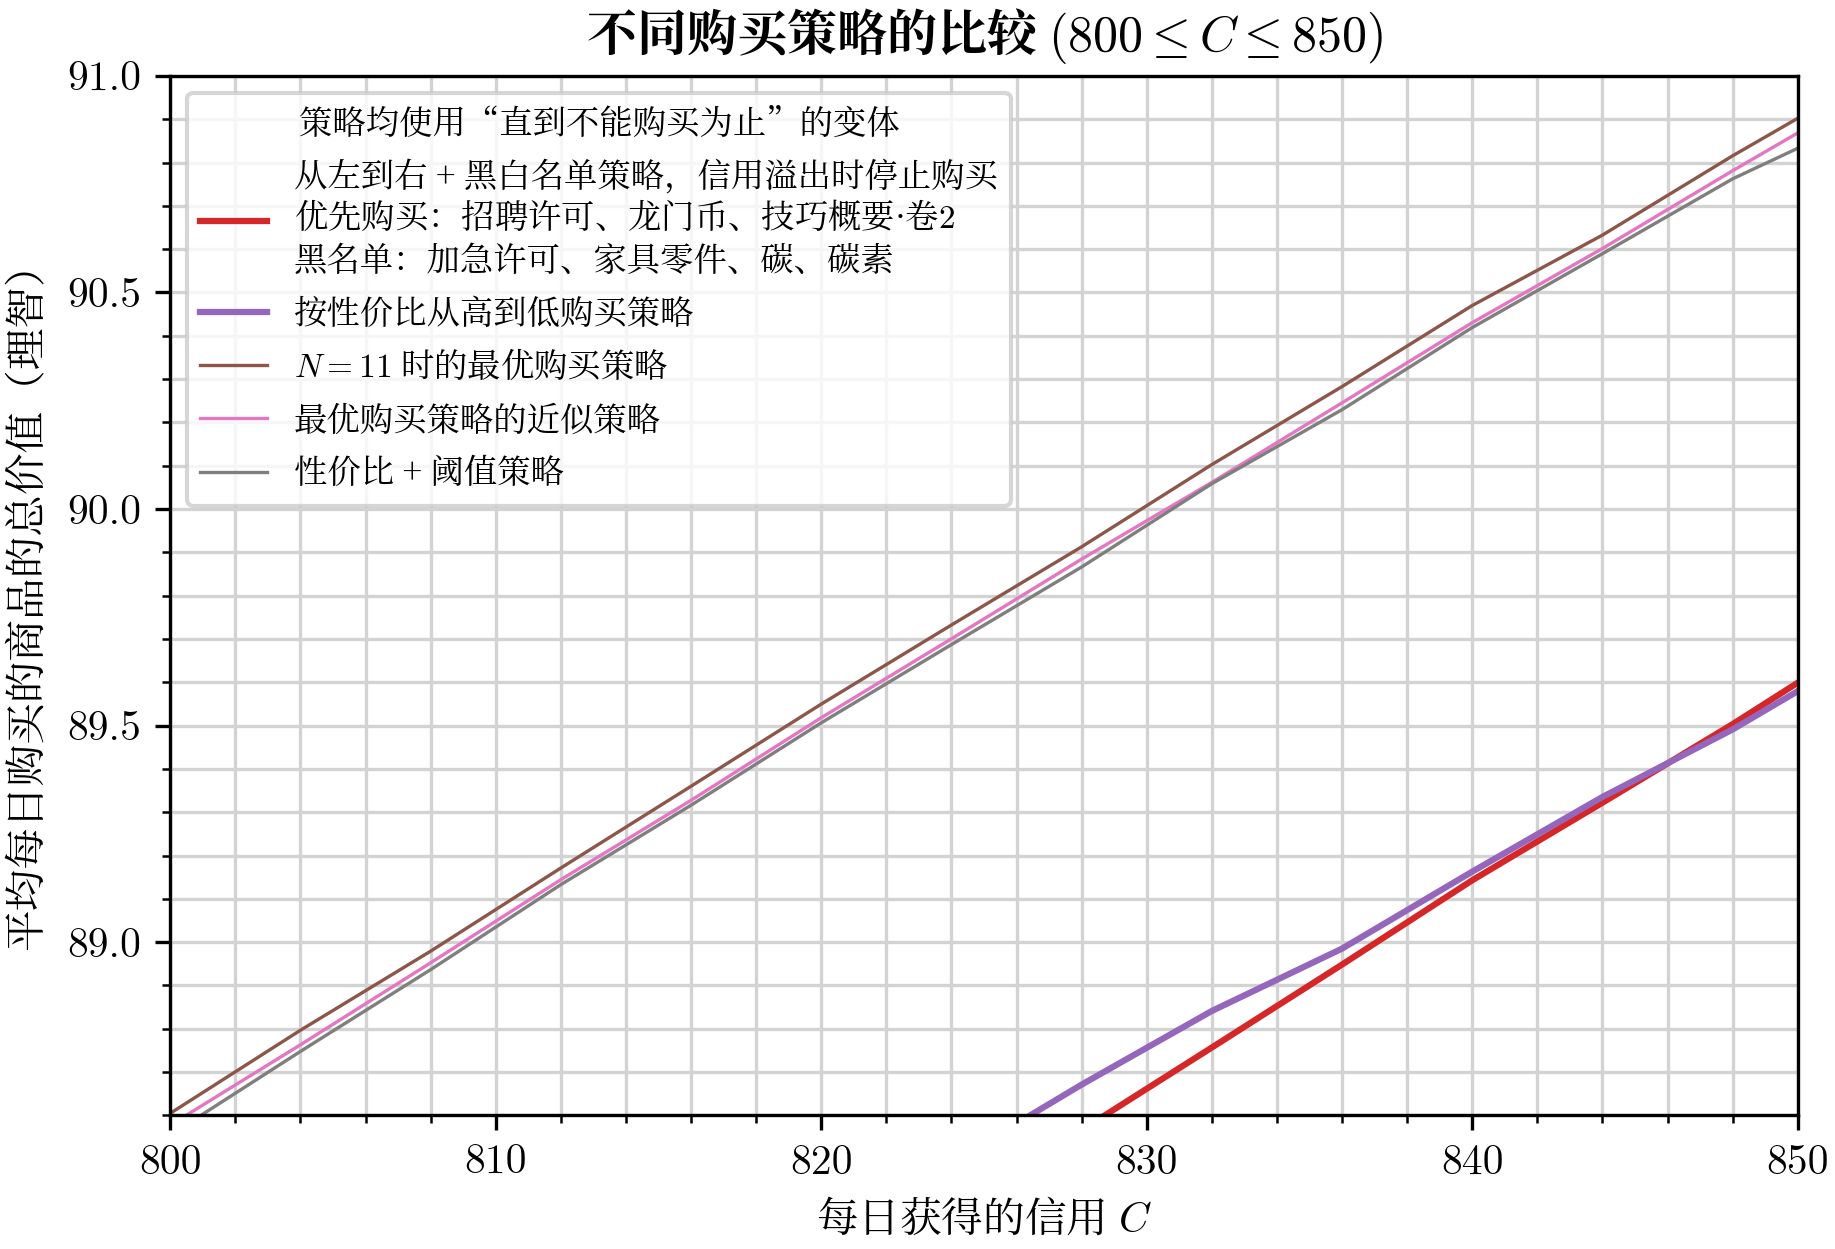 不同购买策略的比较 (800 ≤ C ≤ 850)
91.0
90.5
90.0
89.5
89.0
平均每日购买的商品的总价值（理智）
策略均使用“直到不能购买为止”的变体
从左到右 + 黑白名单策略，信用溢出时停止购买
优先购买：招聘许可、龙门币、技巧概要·卷2
黑名单：加急许可、家具零件、碳、碳素
按性价比从高到低购买策略
N = 11 时的最优购买策略
最优购买策略的近似策略
性价比 + 阈值策略
800 810 820 830 840 850
每日获得的信用 C